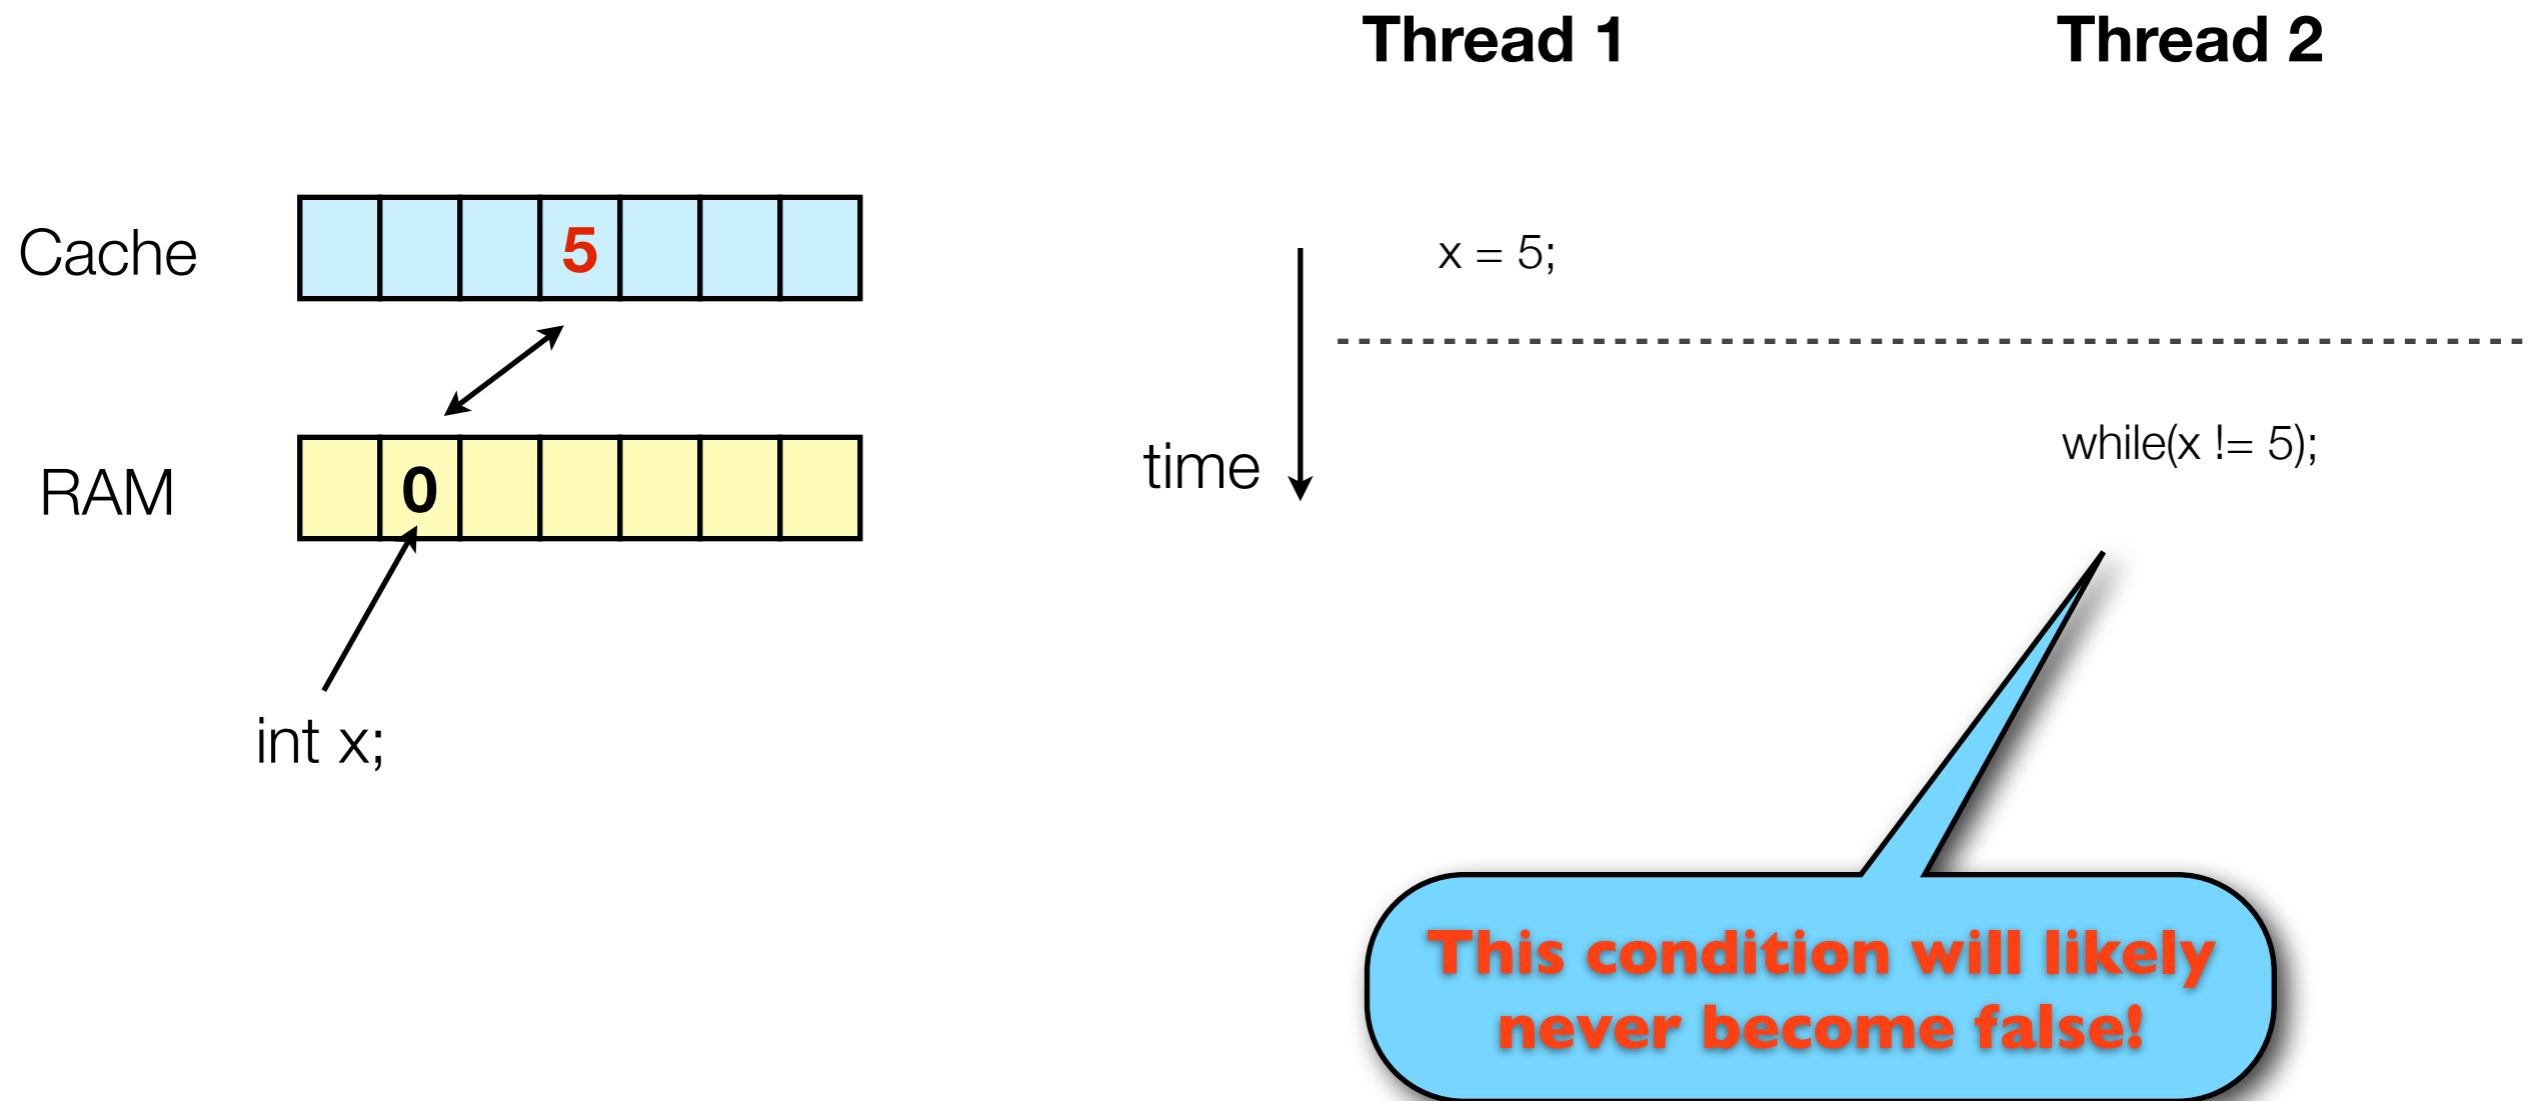 Thread 1
Thread 2
Cache
5
x = 5;
RAM
0
time
while(x != 5);
int x;
This condition will likely
never become false!